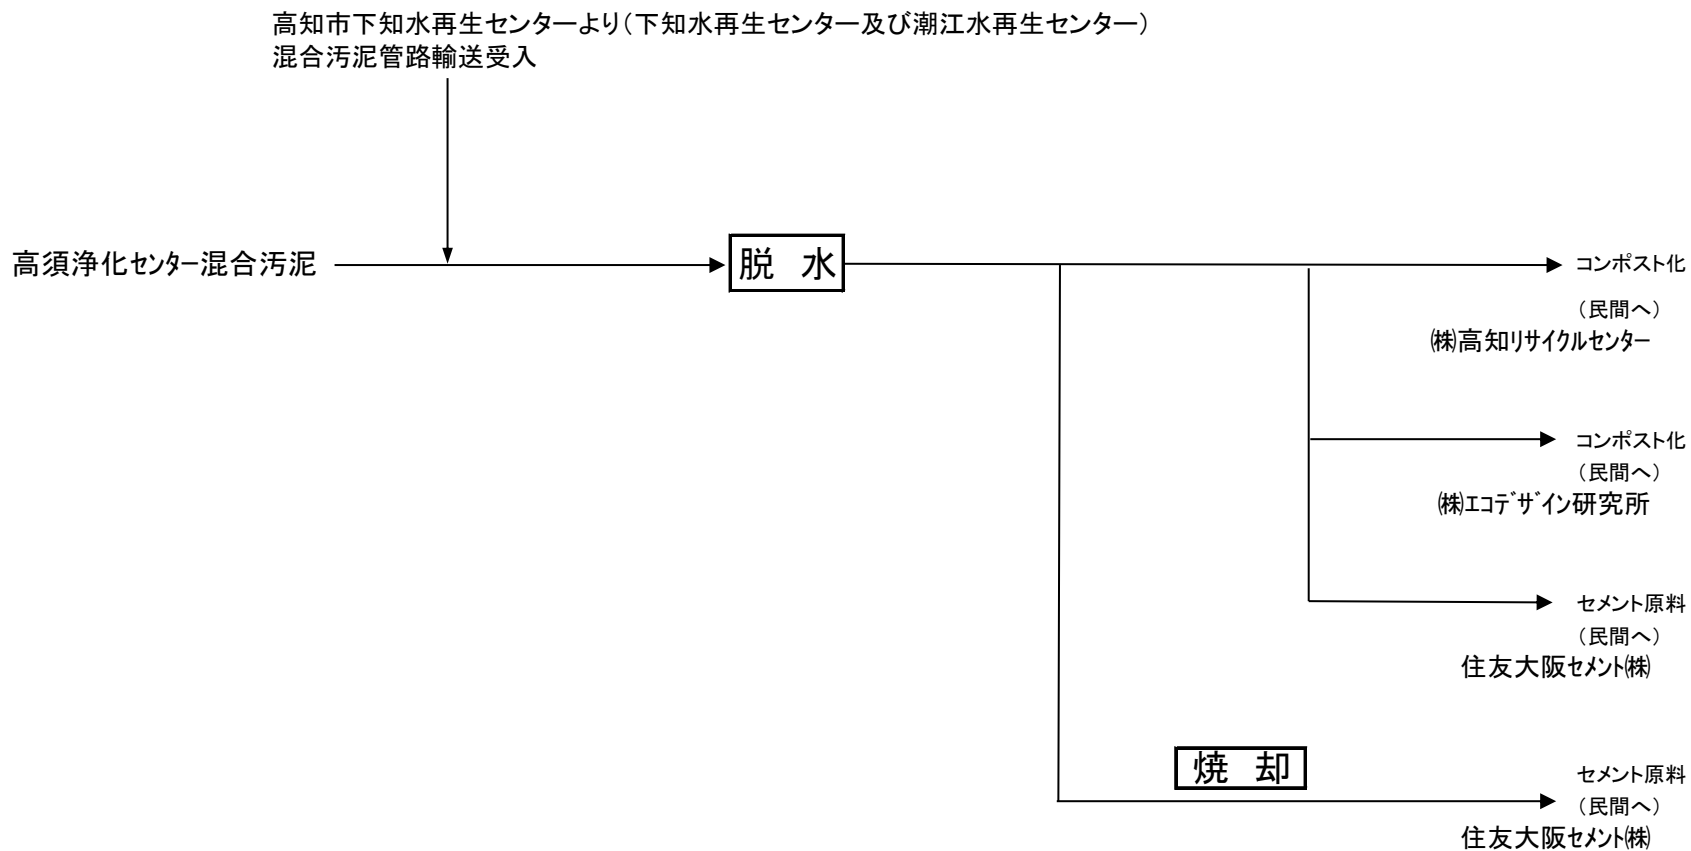 高知市下知水再生センターより（下知水再生センター及び潮江水再生センター）
混合汚泥管路輸送受入
高須浄化ｾﾝﾀｰ混合汚泥
脱　水
コンポスト化
（民間へ）
㈱高知ﾘｻｲｸﾙｾﾝﾀｰ
コンポスト化
（民間へ）
㈱ｴｺﾃﾞｻﾞｲﾝ研究所
セメント原料
（民間へ）
住友大阪ｾﾒﾝﾄ㈱
焼　却
セメント原料
（民間へ）
住友大阪ｾﾒﾝﾄ㈱